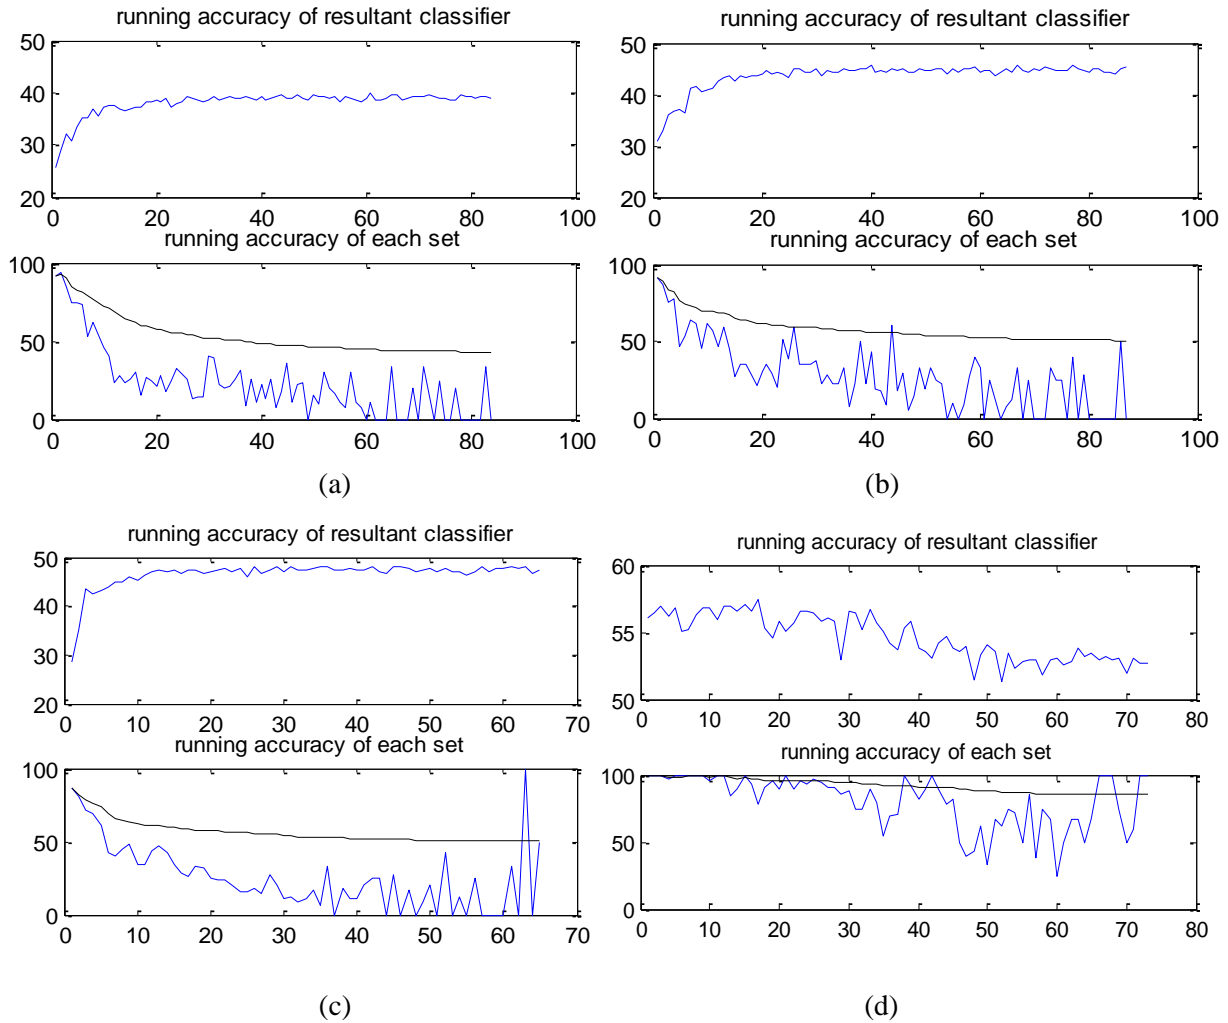 running accuracy of resultant classifier
50
40
30
20
0 20 40 60 80 100
running accuracy of each set
100
50
0
0 20 40 60 80 100
(a)
running accuracy of resultant classifier
50
40
30
20
0 20 40 60 80 100
running accuracy of each set
100
50
0
0 20 40 60 80 100
(b)
running accuracy of resultant classifier
50
40
30
20
0 10 20 30 40 50 60 70
running accuracy of each set
100
50
0
0 10 20 30 40 50 60 70
(c)
running accuracy of resultant classifier
60
55
50
0 10 20 30 40 50 60 70 80
running accuracy of each set
100
50
0
0 10 20 30 40 50 60 70 80
(d)